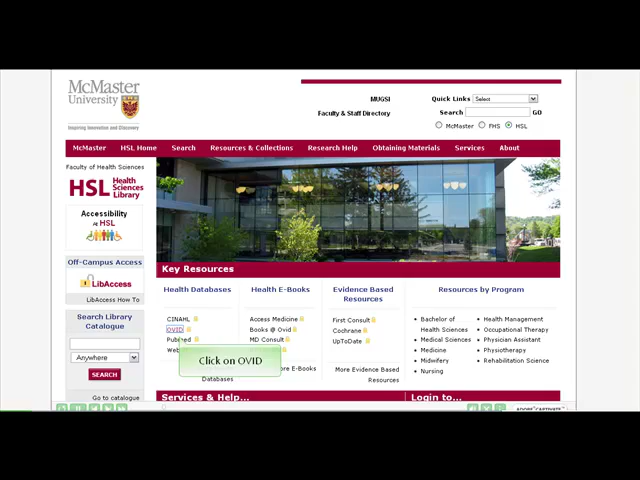 McMaster
University
Inspiring Innovation and Discovery
MUGSI
Faculty & Staff Directory
Quick Links
Select
Search
GO
McMaster
FHS
HSL
McMaster
HSL Home
Search
Resources & Collections
Research Help
Obtaining Materials
Services
About
Faculty of Health Sciences
HSL Health
Sciences
Library
Accessibility
At HSL
Off-Campus Access
LibAccess
LibAccess How To
Search Library
Catalogue
Anywhere
SEARCH
Go to catalogue
Key Resources
Health Databases
CINAHL
OVID
Health E-Books
Access Medicine
Books @ Ovid
MD Consult
More E-Books
Databases
Click on OVID
Evidence Based
Resources
First Consult
Cochrane
UpToDate
More Evidence Based
Resources
Resources by Program
Bachelor of
Health Sciences
Medical Sciences
Medicine
Midwifery
Nursing
Health Management
Occupational Therapy
Physician Assistant
Physiotherapy
Rehabilitation Science
Services & Help...
Login to...
ADOBE CAPTIVATE